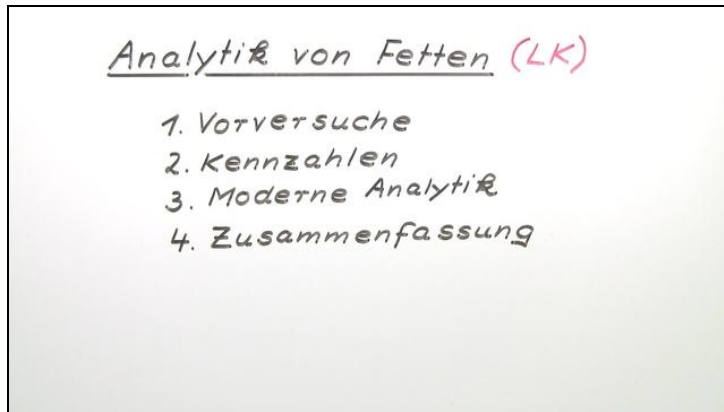 Analytik von Fetten (LK)
1. Vorversuche
2. Kennzahlen
3. Moderne Analytik
4. Zusammenfassung